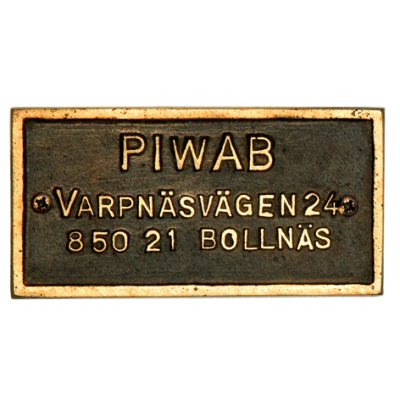 PIWAB
VARPNÄSVÄGEN 24
850 21 BOLLNÄS